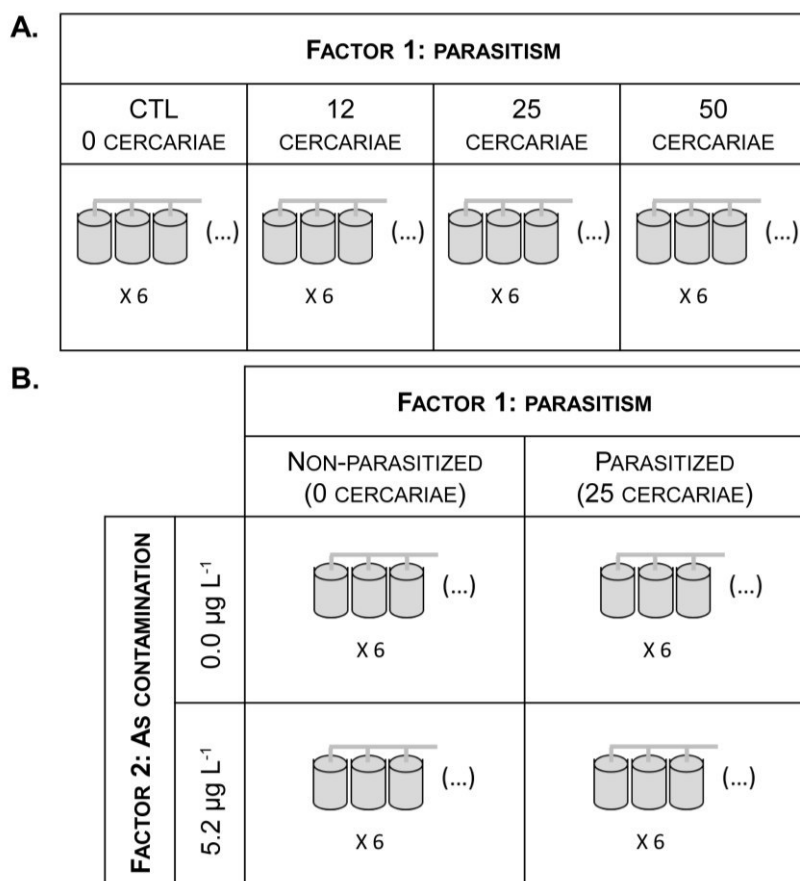 A.
FACTOR 1: PARASITISM
CTL
0 CERCARIAE
12
CERCARIAE
25
CERCARIAE
50
CERCARIAE
(...)
(...)
(...)
(...)
X 6
X 6
X 6
X 6
B.
FACTOR 1: PARASITISM
NON-PARASITIZED
(0 CERCARIAE)
PARASITIZED
(25 CERCARIAE)
FACTOR 2: AS CONTAMINATION
0.0 µg L⁻¹
(...)
(...)
X 6
X 6
5.2 µg L⁻¹
(...)
(...)
X 6
X 6